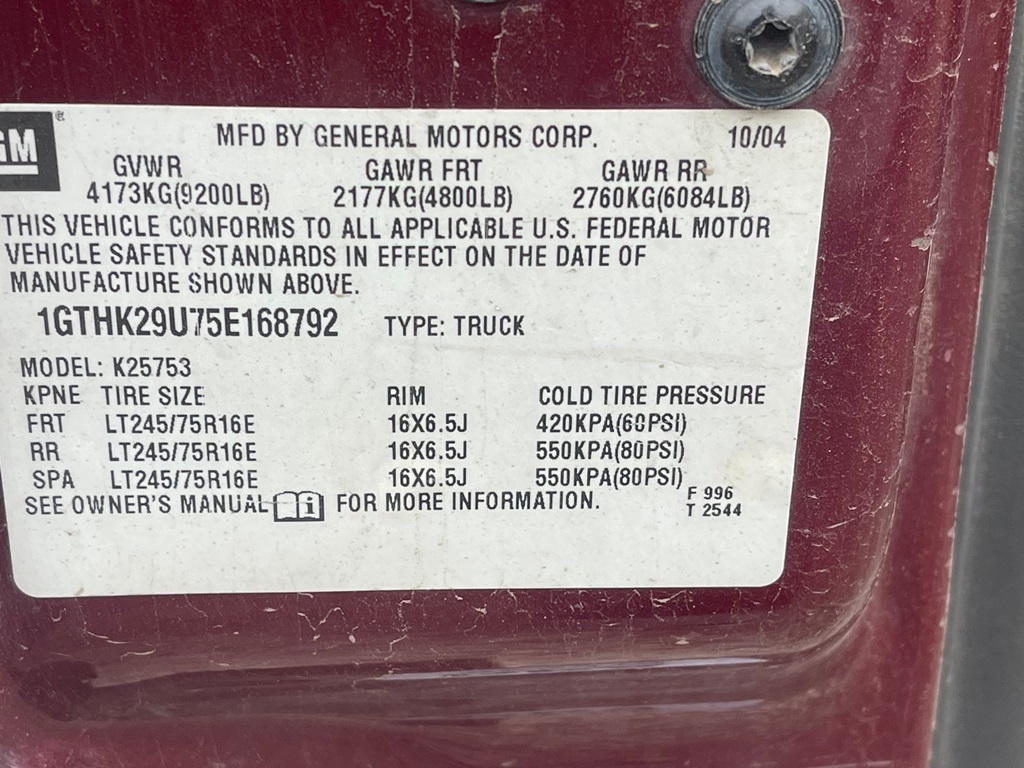 GM ®
MFD BY GENERAL MOTORS CORP. 10/04
GVWR GAWR FRT GAWR RR
4173KG(9200LB) 2177KG(4800LB) 2760KG(6084LB)
THIS VEHICLE CONFORMS TO ALL APPLICABLE U.S. FEDERAL MOTOR
VEHICLE SAFETY STANDARDS IN EFFECT ON THE DATE OF
MANUFACTURE SHOWN ABOVE.
1GTHK29U75E168792 TYPE: TRUCK
MODEL: K25753
KPNE TIRE SIZE RIM COLD TIRE PRESSURE
FRT LT245/75R16E 16X6.5J 420KPA(60PSI)
RR LT245/75R16E 16X6.5J 550KPA(80PSI)
SPA LT245/75R16E 16X6.5J 550KPA(80PSI)
SEE OWNER'S MANUAL FOR MORE INFORMATION.
F 996
T 2544